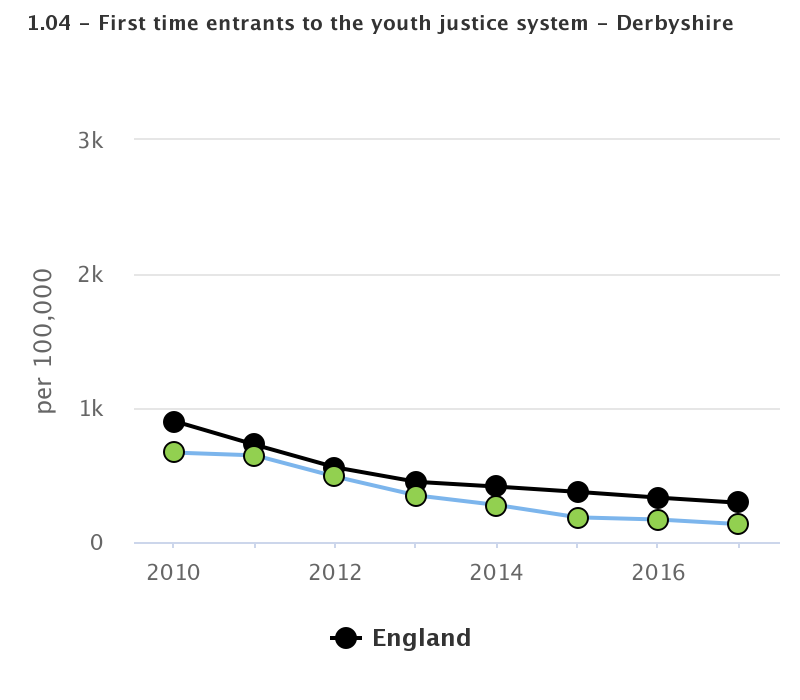 1.04 – First time entrants to the youth justice system – Derbyshire
3k
2k
1k
0
per 100,000
2010 2012 2014 2016
England